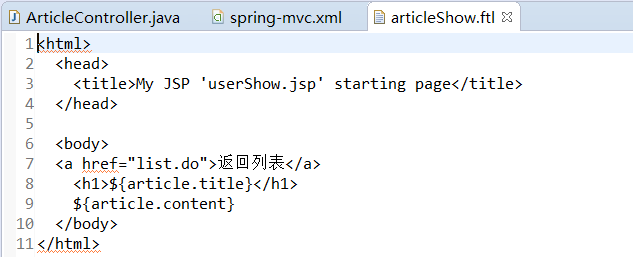 ArticleController.java spring-mvc.xml articleShow.ftl
1 <html>
2 <head>
3 <title>My JSP 'userShow.jsp' starting page</title>
4 </head>
5
6 <body>
7 <a href="list.do">返回列表</a>
8 <h1>${article.title}</h1>
9 ${article.content}
10 </body>
11 </html>